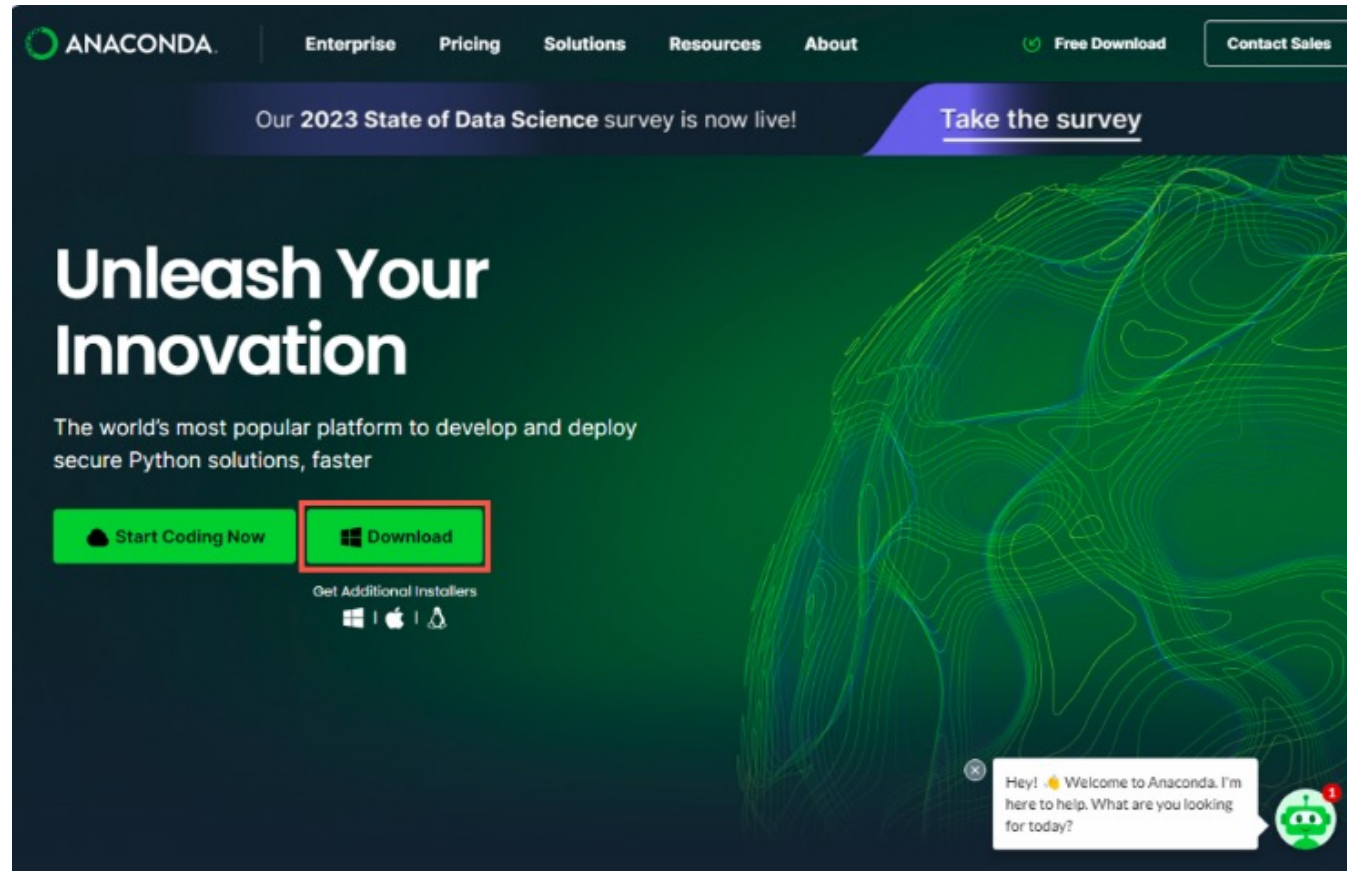 ANACONDA.
Enterprise
Pricing
Solutions
Resources
About
Free Download
Contact Sales
Our 2023 State of Data Science survey is now live!
Take the survey
Unleash Your
Innovation
The world's most popular platform to develop and deploy
secure Python solutions, faster
Start Coding Now
Download
Get Additional Installers
Hey! 👋 Welcome to Anaconda. I'm
here to help. What are you looking
for today?
1